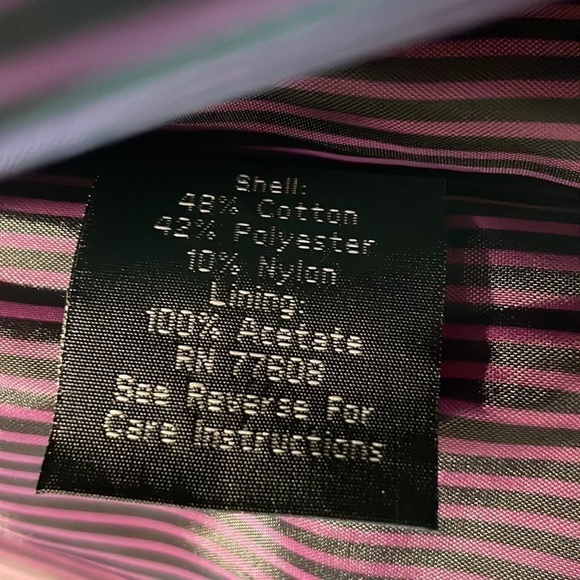 Shell:
48% Cotton
42% Polyester
10% Nylon
Lining:
100% Acetate
RN 77808
See Reverse For
Care Instructions